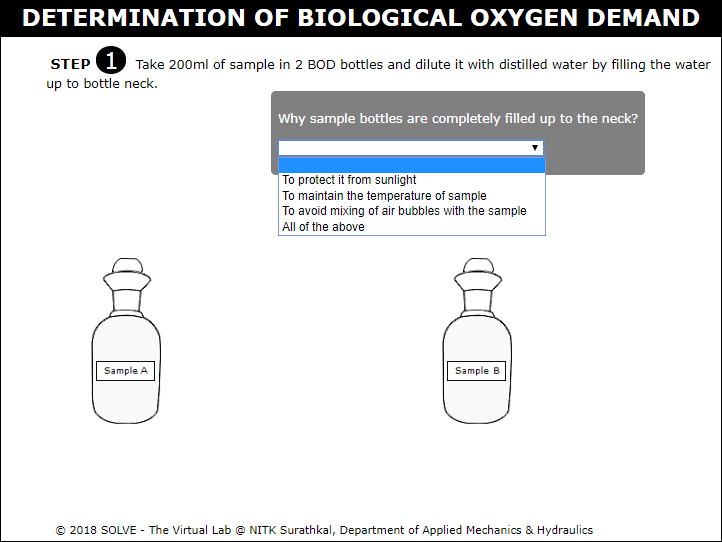 DETERMINATION OF BIOLOGICAL OXYGEN DEMAND
STEP 1 Take 200ml of sample in 2 BOD bottles and dilute it with distilled water by filling the water
up to bottle neck.
Why sample bottles are completely filled up to the neck?
To protect it from sunlight
To maintain the temperature of sample
To avoid mixing of air bubbles with the sample
All of the above
Sample A
Sample B
© 2018 SOLVE - The Virtual Lab @ NITK Surathkal, Department of Applied Mechanics & Hydraulics